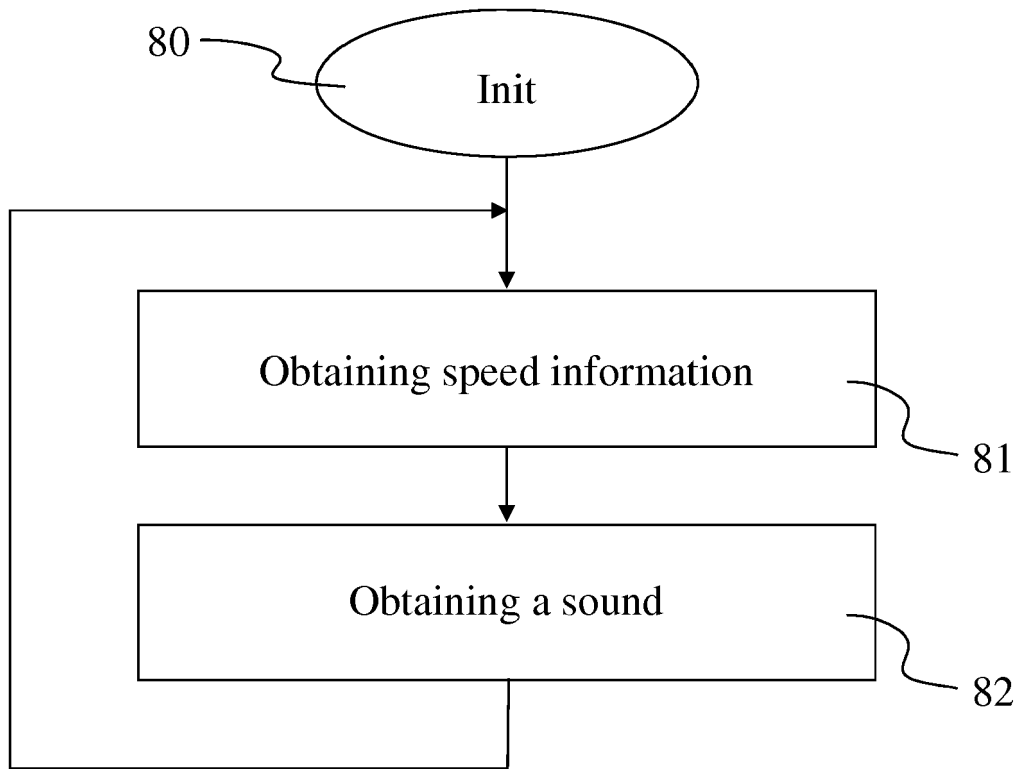 80
Init
Obtaining speed information
81
Obtaining a sound
82